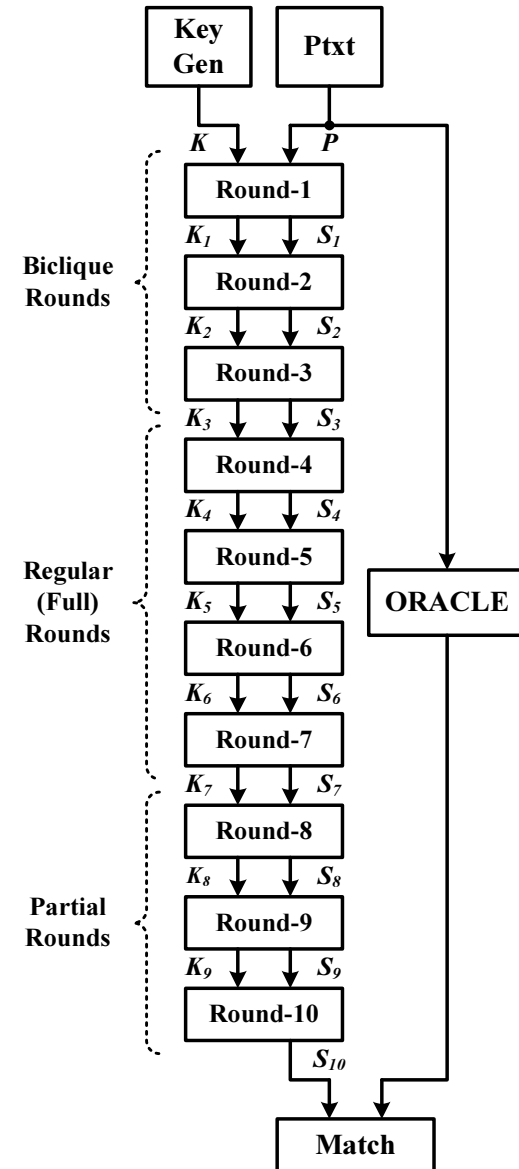 Key
Gen
Ptxt
K
P
Round-1
K1
S1
Biclique
Rounds
Round-2
K2
S2
Round-3
K3
S3
Round-4
K4
S4
Regular
(Full)
Rounds
Round-5
K5
S5
ORACLE
Round-6
K6
S6
Round-7
K7
S7
Round-8
K8
S8
Partial
Rounds
Round-9
K9
S9
Round-10
S10
Match